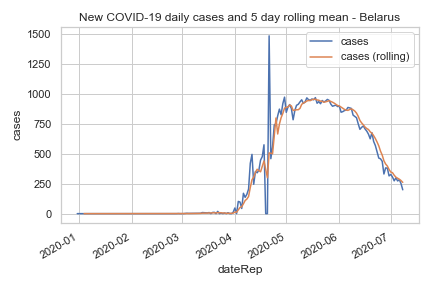 New COVID-19 daily cases and 5 day rolling mean - Belarus
cases
cases (rolling)
1500
1250
1000
750
500
250
0
cases
2020-01
2020-02
2020-03
2020-04
2020-05
2020-06
2020-07
dateRep